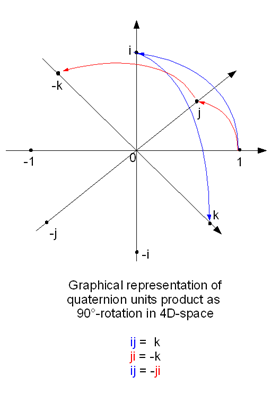 i
-k
j
-1
0
1
k
-j
-i
Graphical representation of
quaternion units product as
90°-rotation in 4D-space
ij = k
ji = -k
ij = -ji